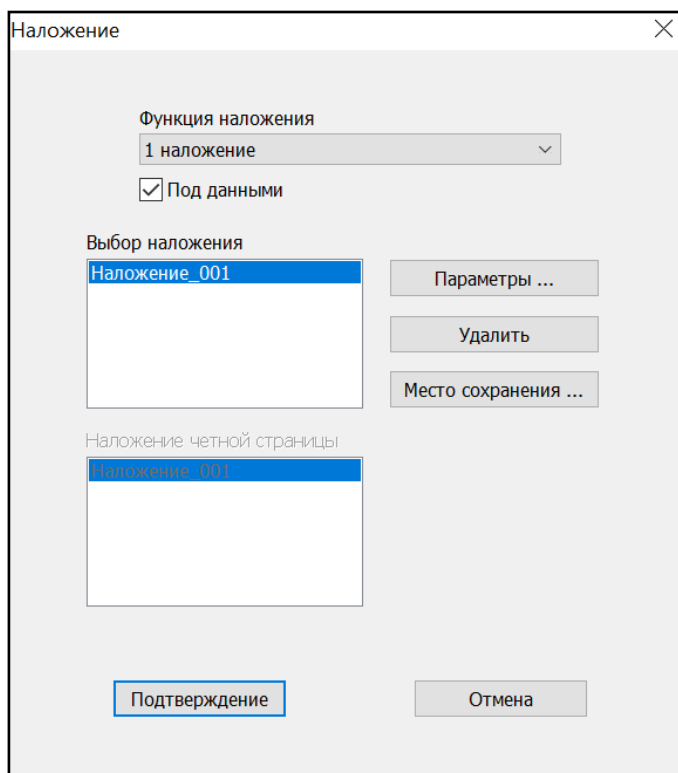 Наложение
Функция наложения
1 наложение
Под данными
Выбор наложения
Наложение_001
Параметры ...
Удалить
Место сохранения ...
Наложение четной страницы
Наложение_001
Подтверждение
Отмена